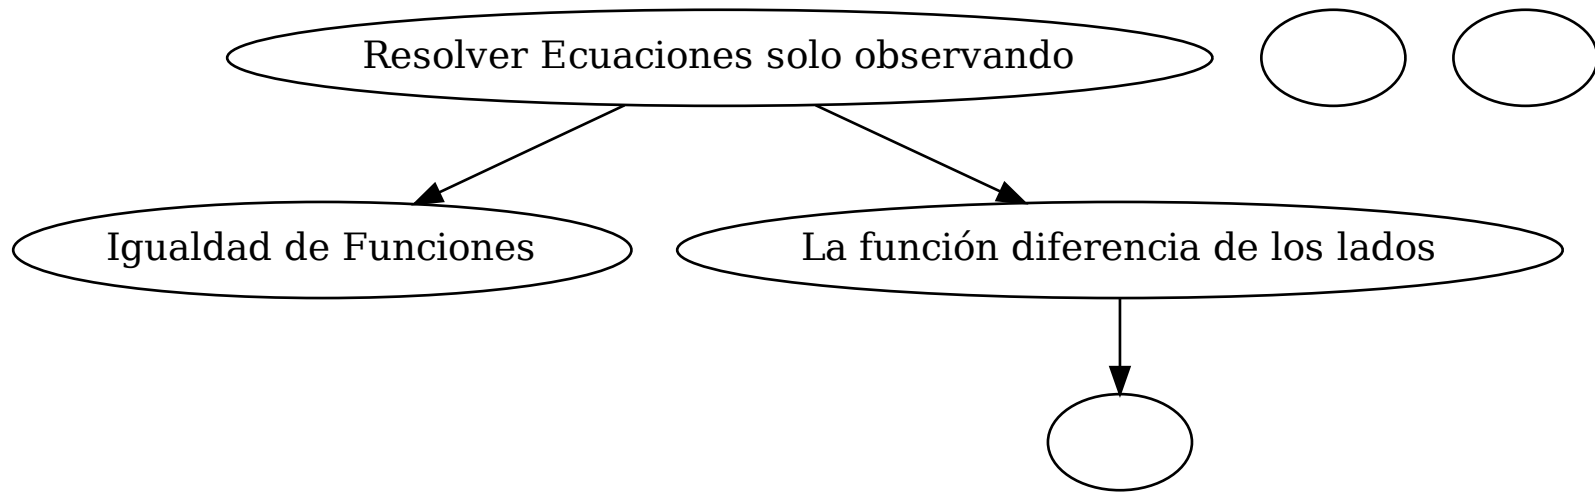 Resolver Ecuaciones solo observando
Igualdad de Funciones
La función diferencia de los lados